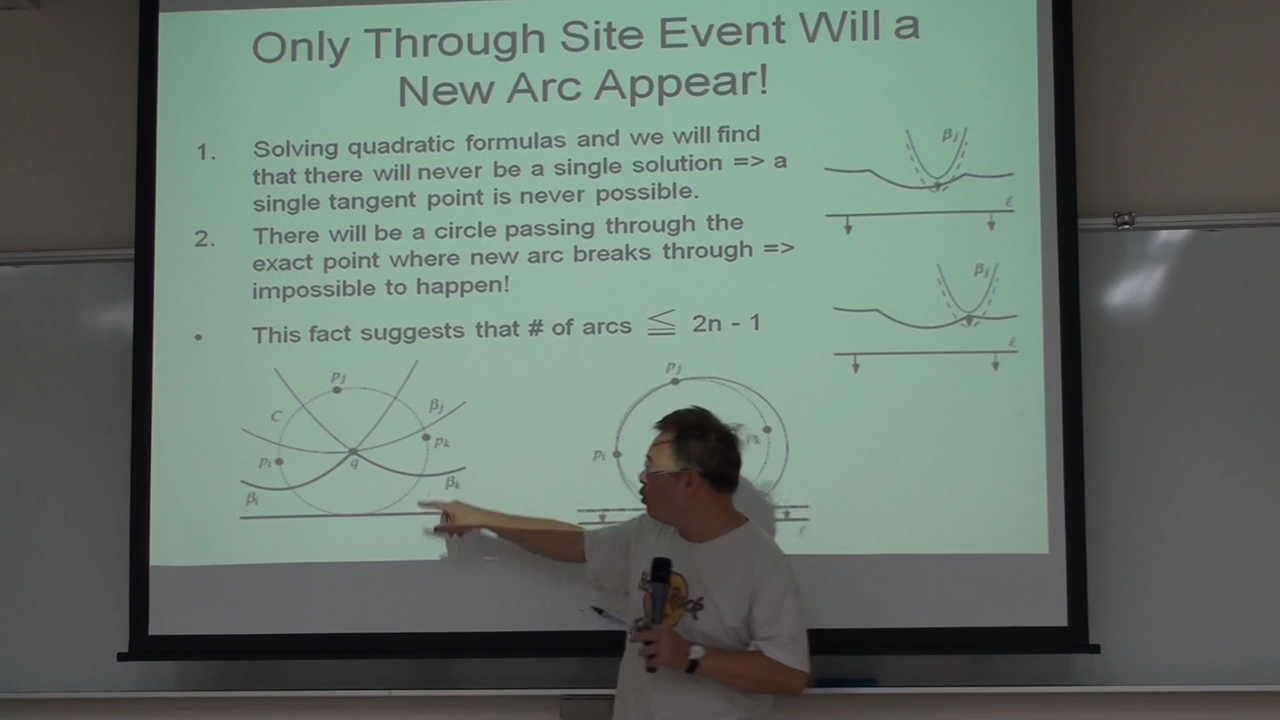 Only Through Site Event Will a
New Arc Appear!
1. Solving quadratic formulas and we will find
that there will never be a single solution => a
single tangent point is never possible.
2. There will be a circle passing through the
exact point where new arc breaks through =>
impossible to happen!
• This fact suggests that # of arcs ≦ 2n - 1
βj
ℓ
βj
ℓ
pj
C
βj
pk
pi
q
βi
βk
pj
pi
ℓ